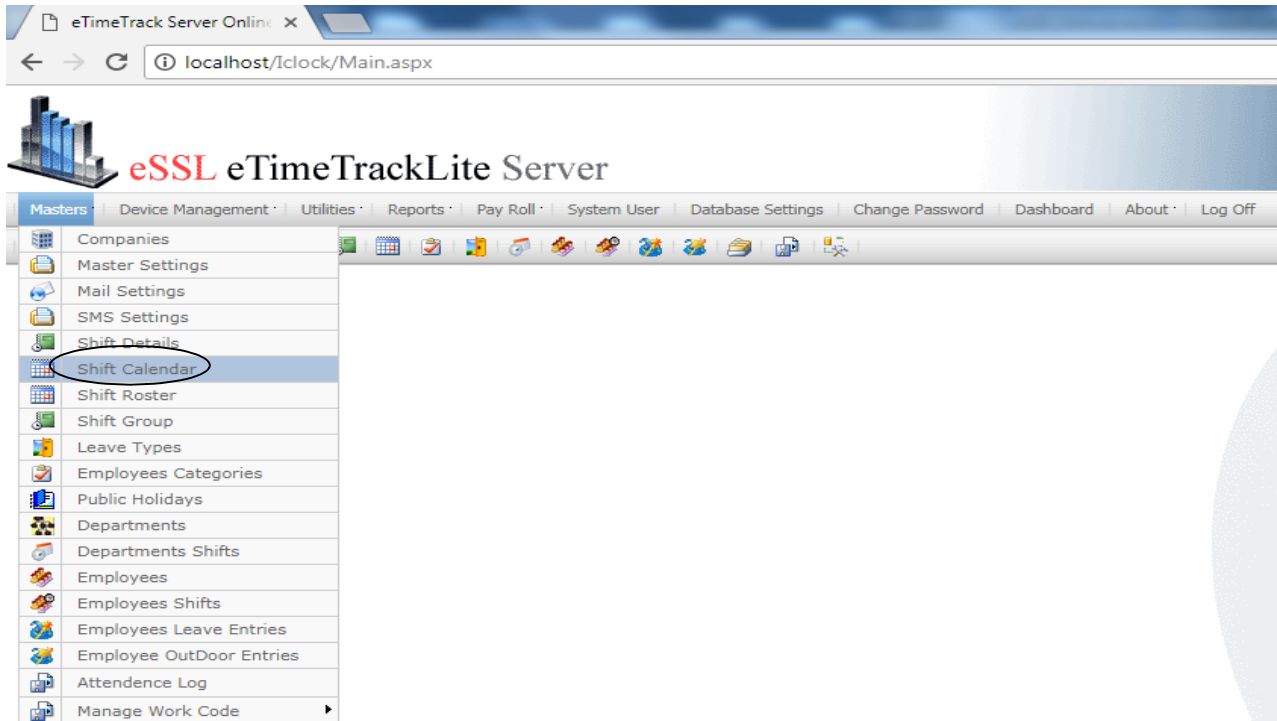 eTimeTrack Server Online
localhost/Iclock/Main.aspx
eSSL eTimeTrackLite Server
Masters Device Management Utilities Reports Pay Roll System User Database Settings Change Password Dashboard About Log Off
Companies
Master Settings
Mail Settings
SMS Settings
Shift Details
Shift Calendar
Shift Roster
Shift Group
Leave Types
Employees Categories
Public Holidays
Departments
Departments Shifts
Employees
Employees Shifts
Employees Leave Entries
Employee OutDoor Entries
Attendence Log
Manage Work Code